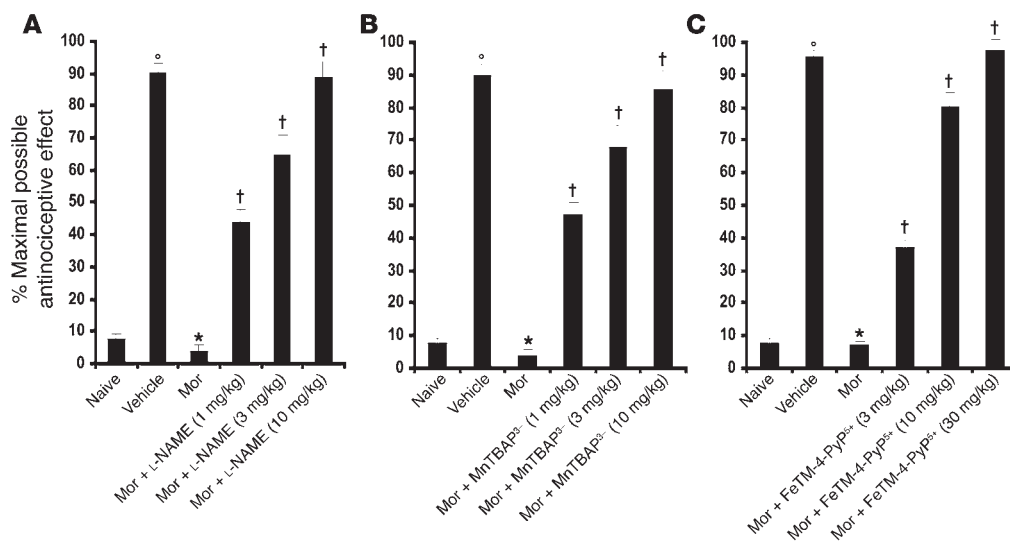 A
% Maximal possible
antinociceptive effect
100
90
80
70
60
50
40
30
20
10
0
°
*
†
†
†
Naive
Vehicle
Mor
Mor + L-NAME (1 mg/kg)
Mor + L-NAME (3 mg/kg)
Mor + L-NAME (10 mg/kg)
B
100
90
80
70
60
50
40
30
20
10
0
°
*
†
†
†
Naive
Vehicle
Mor
Mor + MnTBAP³⁻ (1 mg/kg)
Mor + MnTBAP³⁻ (3 mg/kg)
Mor + MnTBAP³⁻ (10 mg/kg)
C
100
90
80
70
60
50
40
30
20
10
0
°
*
†
†
†
Naive
Vehicle
Mor
Mor + FeTM-4-PyP⁵⁺ (3 mg/kg)
Mor + FeTM-4-PyP⁵⁺ (10 mg/kg)
Mor + FeTM-4-PyP⁵⁺ (30 mg/kg)